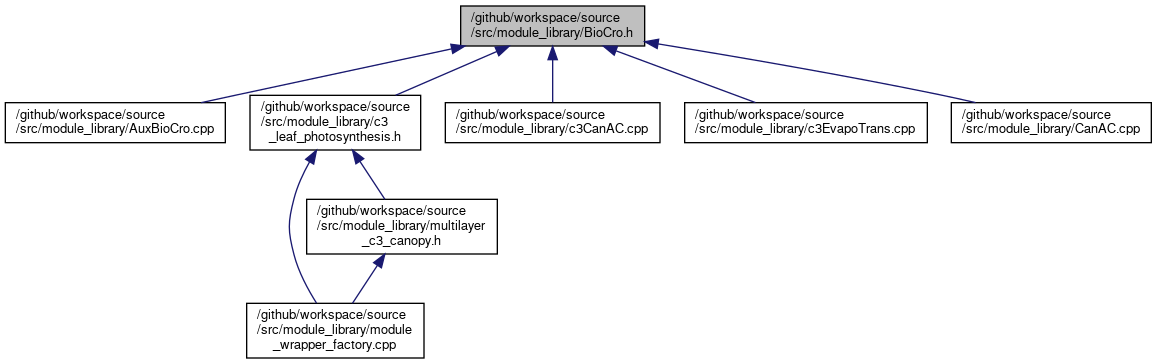 /github/workspace/source
/src/module_library/BioCro.h
/github/workspace/source
/src/module_library/AuxBioCro.cpp
/github/workspace/source
/src/module_library/c3
_leaf_photosynthesis.h
/github/workspace/source
/src/module_library/c3CanAC.cpp
/github/workspace/source
/src/module_library/c3EvapoTrans.cpp
/github/workspace/source
/src/module_library/CanAC.cpp
/github/workspace/source
/src/module_library/multilayer
_c3_canopy.h
/github/workspace/source
/src/module_library/module
_wrapper_factory.cpp